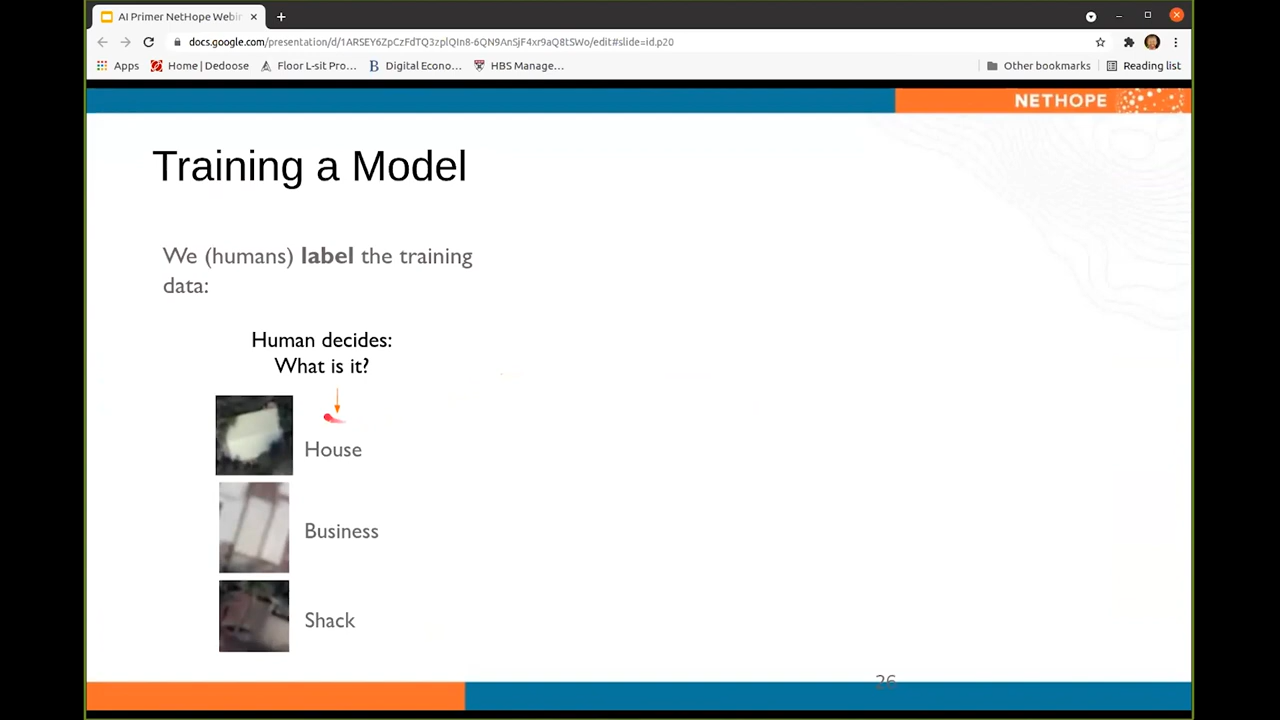 AI Primer NetHope Webin
docs.google.com/presentation/d/1ARSEY6ZpCzFdTQ3zplQIn8-6QN9AnSjF4xr9aQ8tSWo/edit#slide=id.p20
Apps
Home | Dedoose
Floor L-sit Pro...
Digital Econo...
HBS Manage...
Other bookmarks
Reading list
NETHOPE
Training a Model
We (humans) label the training
data:
Human decides:
What is it?
House
Business
Shack
26